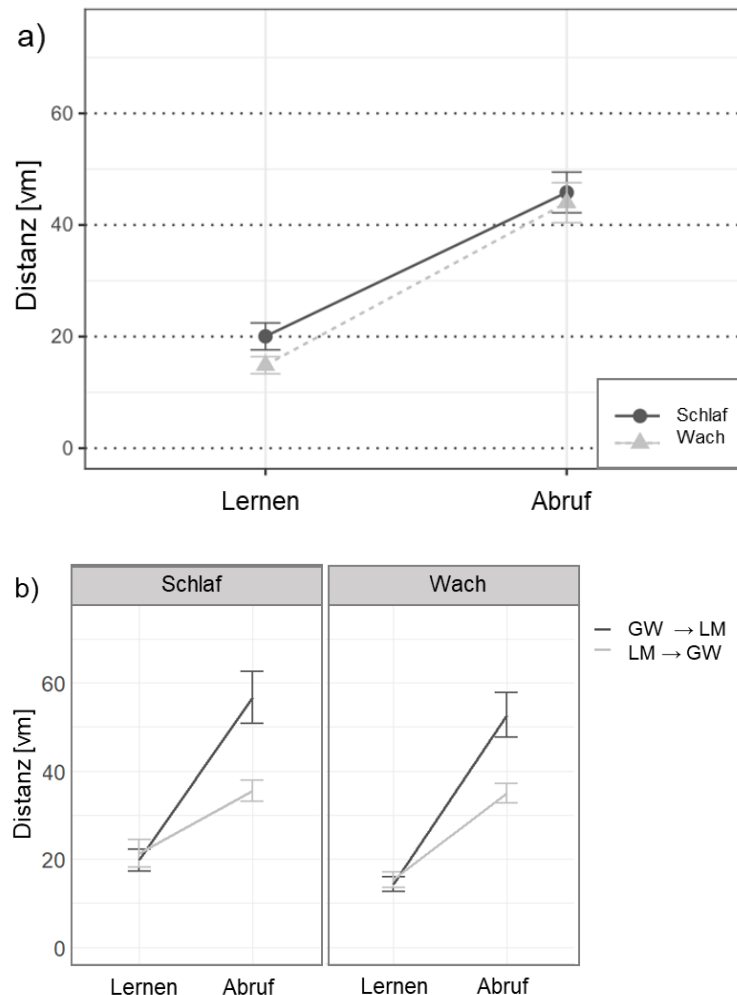 a)
Distanz [vm]
60
40
20
0
Schlaf
Wach
Lernen Abruf
b)
Schlaf Wach
GW → LM
LM → GW
Distanz [vm]
60
40
20
0
Lernen Abruf Lernen Abruf